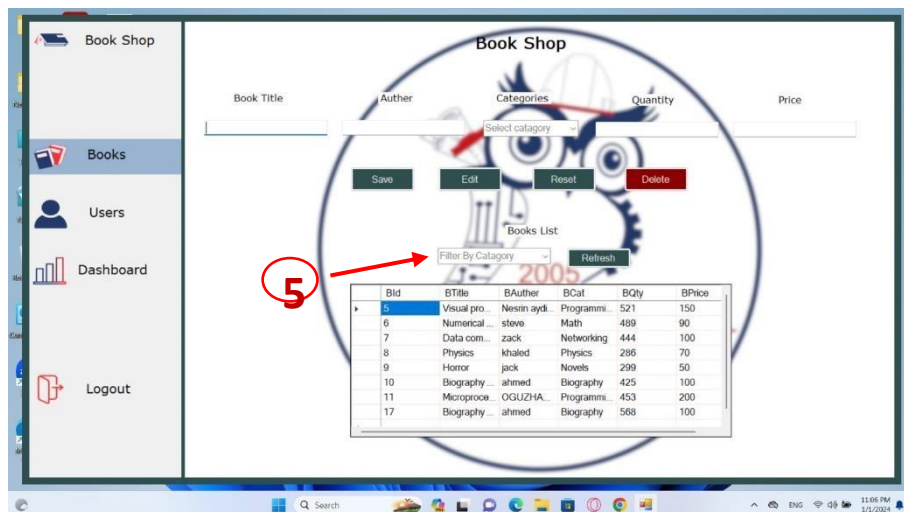 Book Shop
Book Shop
Book Title Auther Categories Quantity Price
Select catagory
Books
Save Edit Reset Delete
Users
Books List
Filter By Catagory Refresh
Dashboard
5
2005
BId BTitle BAuther BCat BQty BPrice
5 Visual pro... Nesrin aydi... Programmi... 521 150
6 Numerical ... steve Math 489 90
7 Data com... zack Networking 444 100
8 Physics khaled Physics 286 70
9 Horror jack Novels 299 50
10 Biography ... ahmed Biography 425 100
11 Microproce... OGUZHA... Programmi... 453 200
17 Biography ... ahmed Biography 568 100
Logout
Search
ENG
11:06 PM
1/1/2024